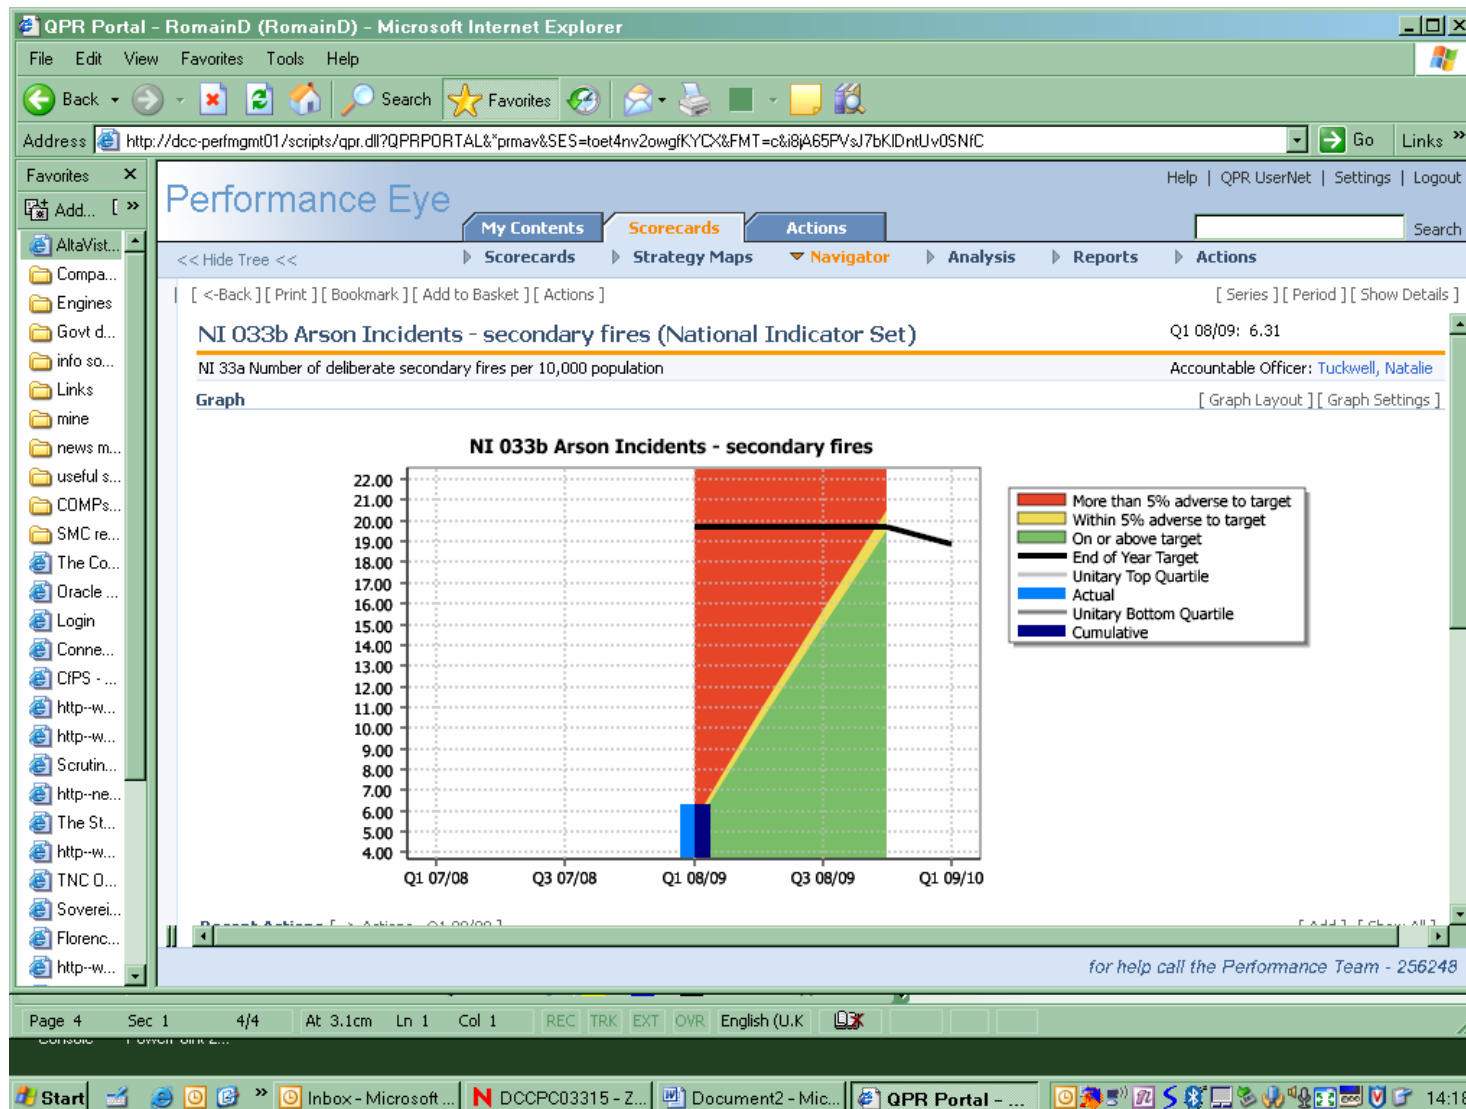 QPR Portal - RomainD (RomainD) - Microsoft Internet Explorer
File Edit View Favorites Tools Help
Back Search Favorites
Address http://dcc-perfmgmt01/scripts/qpr.dll?QPRPORTAL&*prmav&SES=toet4nv2owgfKYCX&FMT=c&i8jA65PVsJ7bKlDntUv0SNfC Go Links »
Favorites
Add... »
AltaVist...
Compa...
Engines
Govt d...
info so...
Links
mine
news m...
useful s...
COMPs...
SMC re...
The Co...
Oracle ...
Login
Conne...
CfPS - ...
http--w...
http--w...
Scrutin...
http--ne...
The St...
http--w...
TNC O...
Soverei...
Florenc...
http--w...
Performance Eye
Help | QPR UserNet | Settings | Logout
My Contents Scorecards Actions
Search
<< Hide Tree <<
Scorecards Strategy Maps Navigator Analysis Reports Actions
[ <-Back ] [ Print ] [ Bookmark ] [ Add to Basket ] [ Actions ]
[ Series ] [ Period ] [ Show Details ]
NI 033b Arson Incidents - secondary fires (National Indicator Set)
Q1 08/09: 6.31
NI 33a Number of deliberate secondary fires per 10,000 population
Accountable Officer: Tuckwell, Natalie
Graph
[ Graph Layout ] [ Graph Settings ]
NI 033b Arson Incidents - secondary fires
22.00
21.00
20.00
19.00
18.00
17.00
16.00
15.00
14.00
13.00
12.00
11.00
10.00
9.00
8.00
7.00
6.00
5.00
4.00
Q1 07/08 Q3 07/08 Q1 08/09 Q3 08/09 Q1 09/10
More than 5% adverse to target
Within 5% adverse to target
On or above target
End of Year Target
Unitary Top Quartile
Actual
Unitary Bottom Quartile
Cumulative
Recent Actions [ -> Actions - Q1 08/09 ]
[ Add ] [ Show All ]
for help call the Performance Team - 256248
Page 4 Sec 1 4/4 At 3.1cm Ln 1 Col 1 REC TRK EXT OVR English (U.K
Start » Inbox - Microsoft ... DCCPC03315 - Z... Document2 - Mic... QPR Portal - ... 14:18